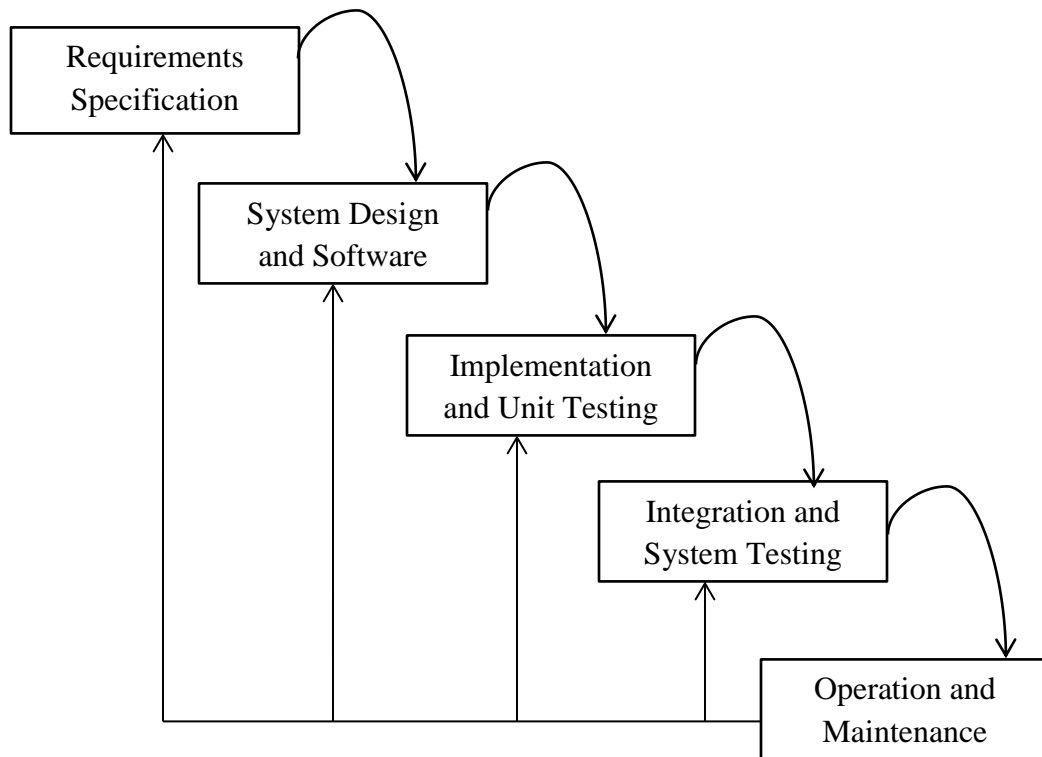 Requirements
Specification
System Design
and Software
Implementation
and Unit Testing
Integration and
System Testing
Operation and
Maintenance